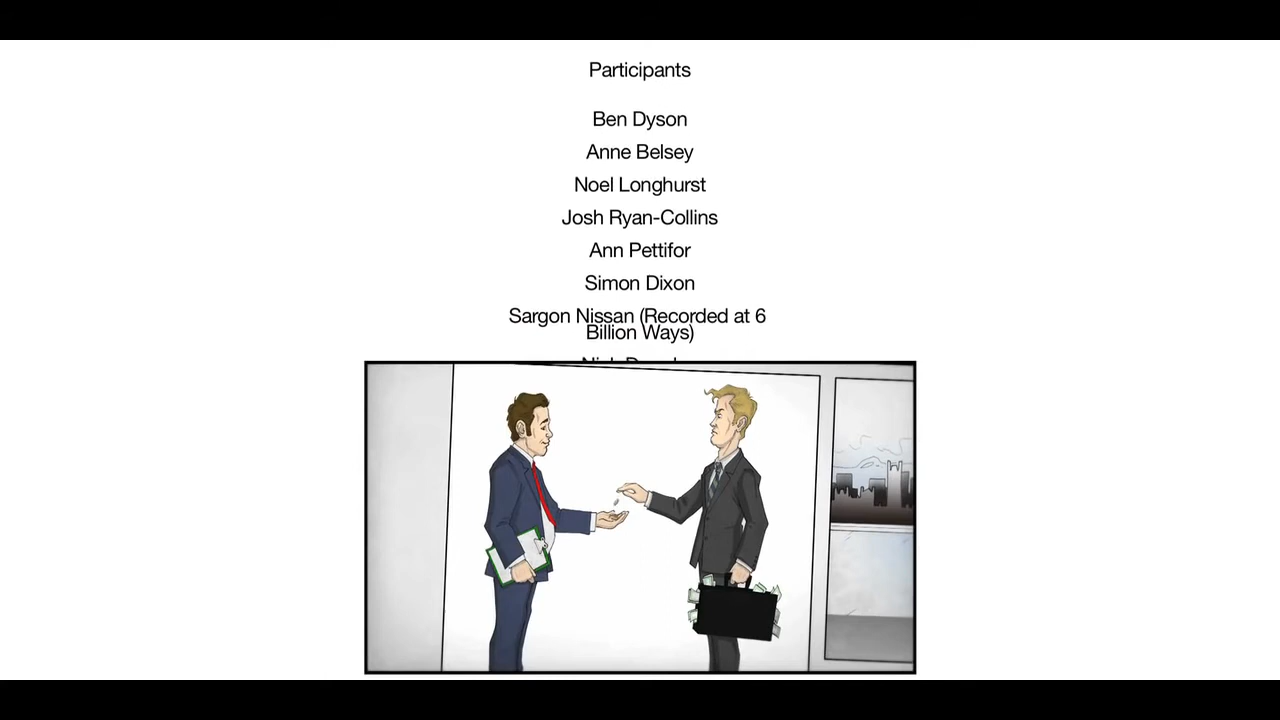 Participants
Ben Dyson
Anne Belsey
Noel Longhurst
Josh Ryan-Collins
Ann Pettifor
Simon Dixon
Sargon Nissan (Recorded at 6
Billion Ways)